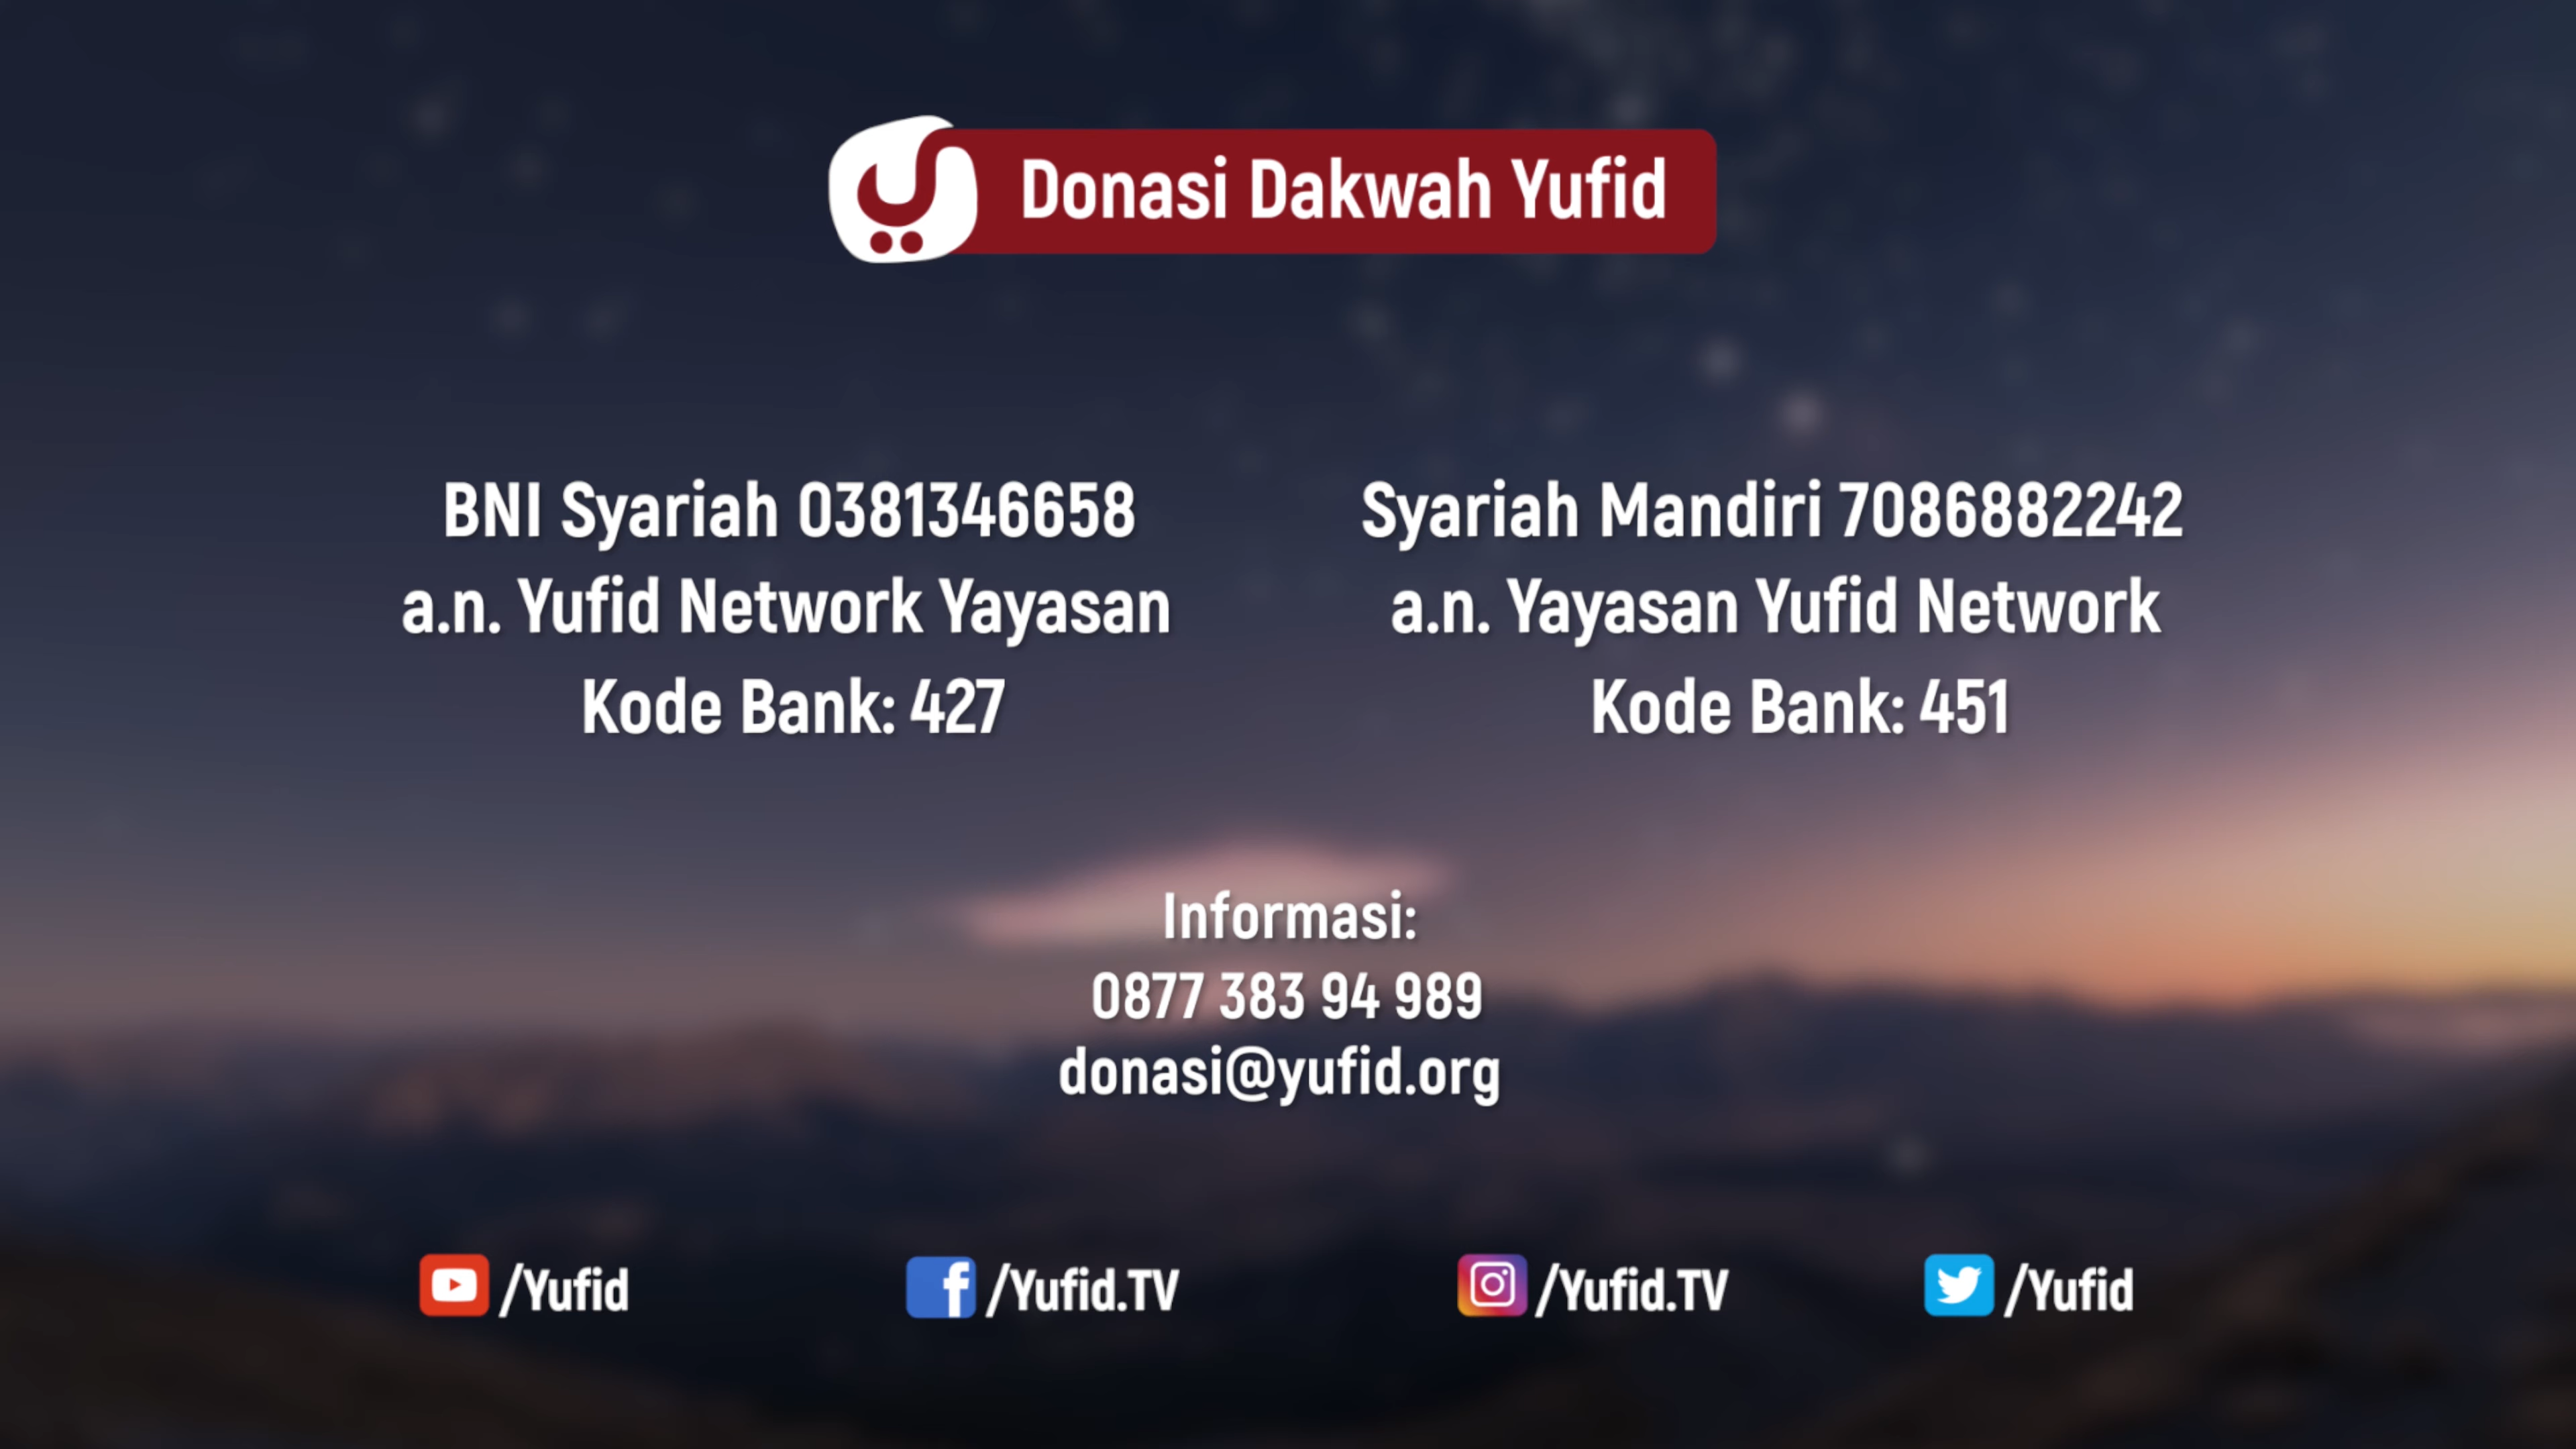 Donasi Dakwah Yufid
BNI Syariah 0381346658
a.n. Yufid Network Yayasan
Kode Bank: 427
Syariah Mandiri 7086882242
a.n. Yayasan Yufid Network
Kode Bank: 451
Informasi:
0877 383 94 989
donasi@yufid.org
/Yufid
/Yufid.TV
/Yufid.TV
/Yufid